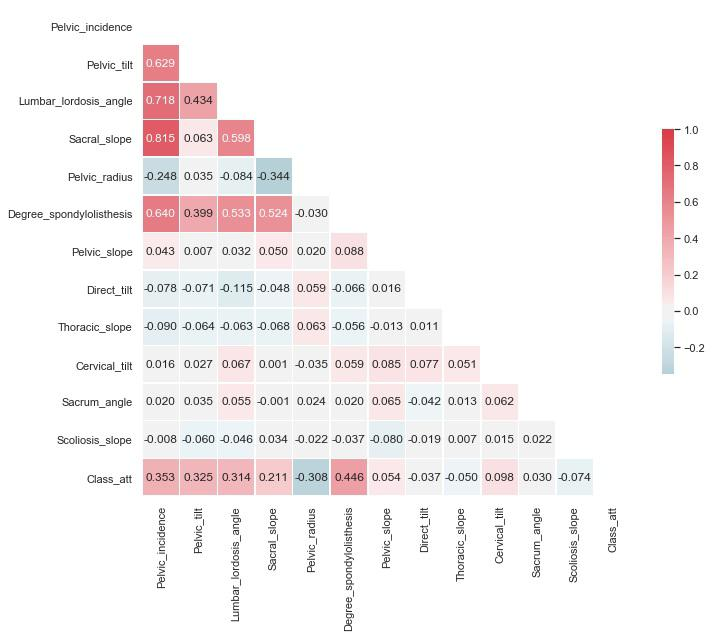 Pelvic_incidence
Pelvic_tilt 0.629
Lumbar_lordosis_angle 0.718 0.434
Sacral_slope 0.815 0.063 0.598
Pelvic_radius -0.248 0.035 -0.084 -0.344
Degree_spondylolisthesis 0.640 0.399 0.533 0.524 -0.030
Pelvic_slope 0.043 0.007 0.032 0.050 0.020 0.088
Direct_tilt -0.078 -0.071 -0.115 -0.048 0.059 -0.066 0.016
Thoracic_slope -0.090 -0.064 -0.063 -0.068 0.063 -0.056 -0.013 0.011
Cervical_tilt 0.016 0.027 0.067 0.001 -0.035 0.059 0.085 0.077 0.051
Sacrum_angle 0.020 0.035 0.055 -0.001 0.024 0.020 0.065 -0.042 0.013 0.062
Scoliosis_slope -0.008 -0.060 -0.046 0.034 -0.022 -0.037 -0.080 -0.019 0.007 0.015 0.022
Class_att 0.353 0.325 0.314 0.211 -0.308 0.446 0.054 -0.037 -0.050 0.098 0.030 -0.074
Pelvic_incidence
Pelvic_tilt
Lumbar_lordosis_angle
Sacral_slope
Pelvic_radius
Degree_spondylolisthesis
Pelvic_slope
Direct_tilt
Thoracic_slope
Cervical_tilt
Sacrum_angle
Scoliosis_slope
Class_att
1.0
0.8
0.6
0.4
0.2
0.0
−0.2